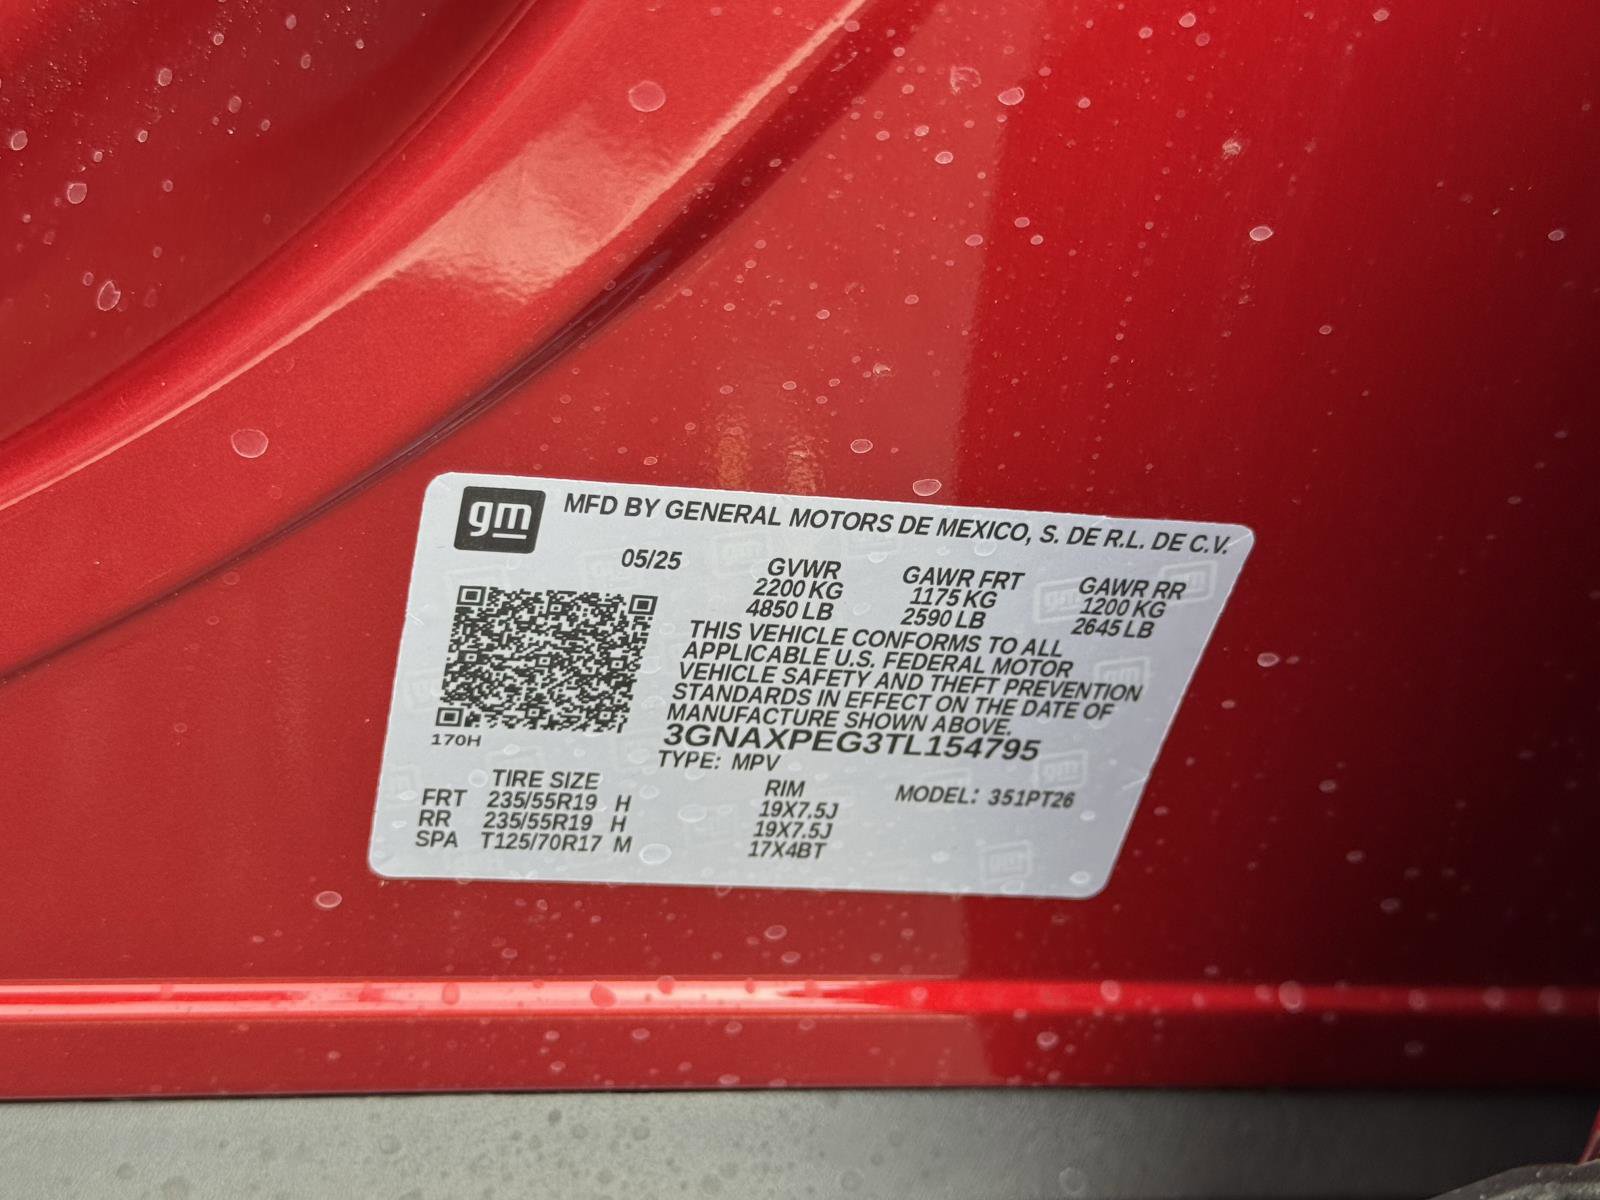 gm MFD BY GENERAL MOTORS DE MEXICO, S. DE R.L. DE C.V.
05/25 GVWR GAWR FRT GAWR RR
2200 KG 1175 KG 1200 KG
4850 LB 2590 LB 2645 LB
THIS VEHICLE CONFORMS TO ALL
APPLICABLE U.S. FEDERAL MOTOR
VEHICLE SAFETY AND THEFT PREVENTION
STANDARDS IN EFFECT ON THE DATE OF
MANUFACTURE SHOWN ABOVE.
170H
3GNAXPEG3TL154795
TYPE: MPV
TIRE SIZE RIM MODEL: 351PT26
FRT 235/55R19 H 19X7.5J
RR 235/55R19 H 19X7.5J
SPA T125/70R17 M 17X4BT